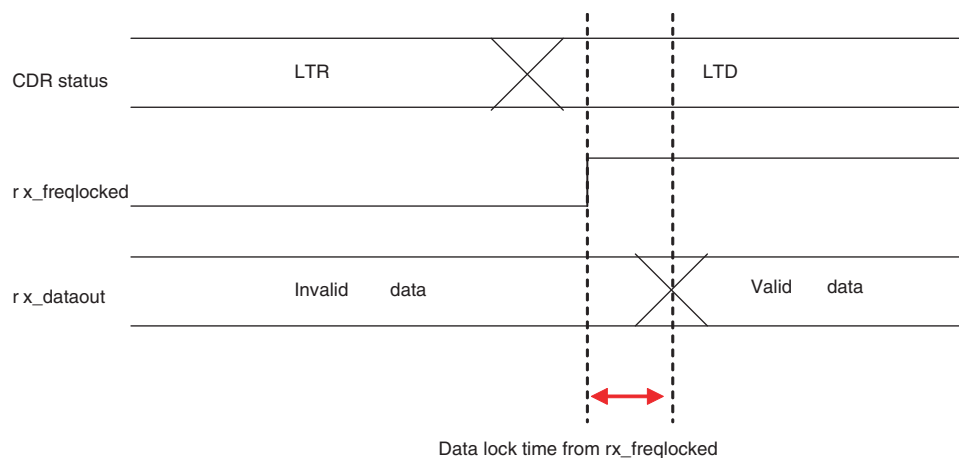 CDR status
LTR
LTD
r x_freqlocked
r x_dataout
Invalid data
Valid data
Data lock time from rx_freqlocked